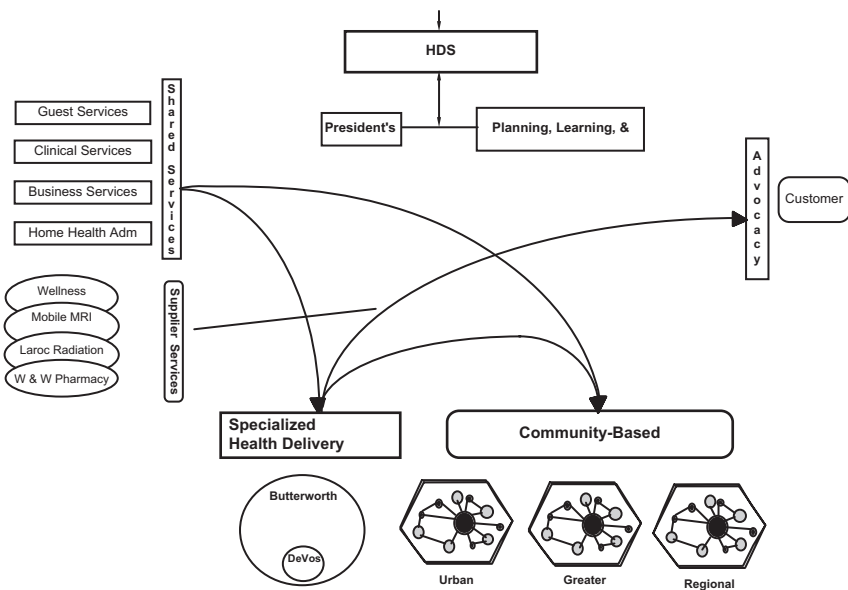 HDS
President's
Planning, Learning, &
Shared Services
Guest Services
Clinical Services
Business Services
Home Health Adm
Advocacy
Customer
Supplier Services
Wellness
Mobile MRI
Laroc Radiation
W & W Pharmacy
Specialized
Health Delivery
Community-Based
Butterworth
DeVos
Urban
Greater
Regional